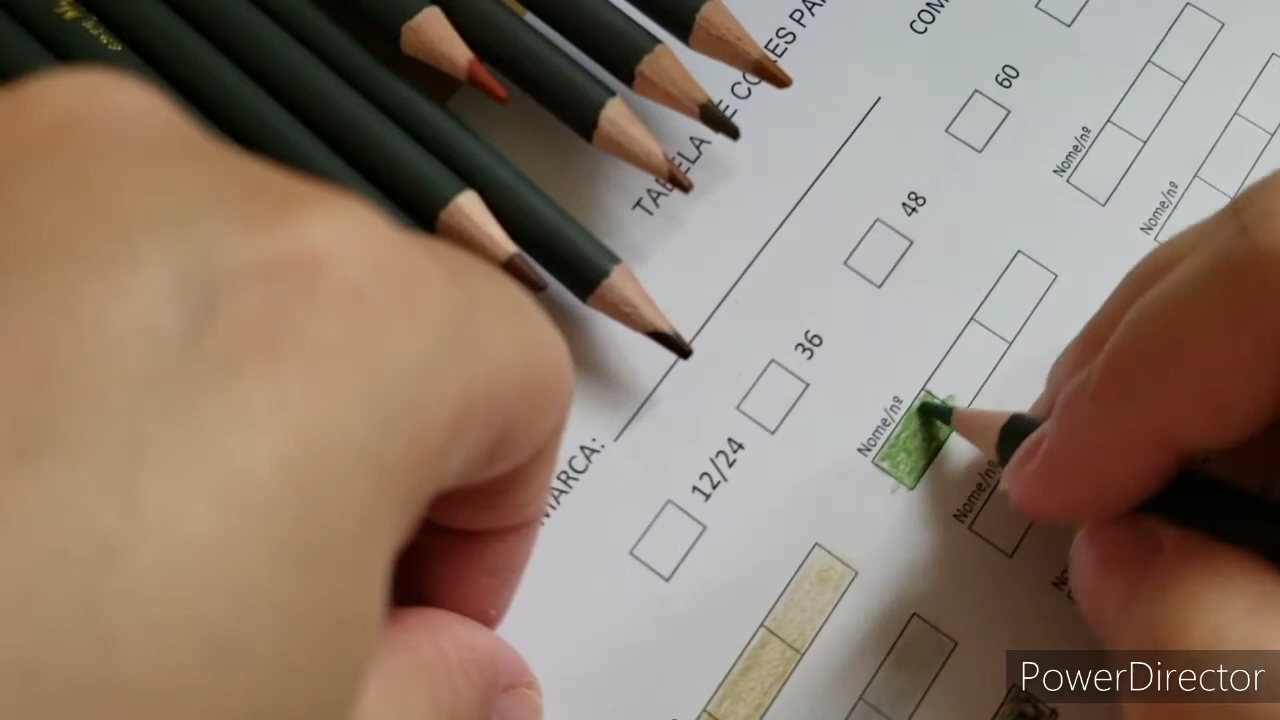 TABELA DE CORES PA
COM
MARCA:
12/24
36
48
60
Nome/nº
Nome/nº
Nome/nº
Nome/nº
PowerDirector